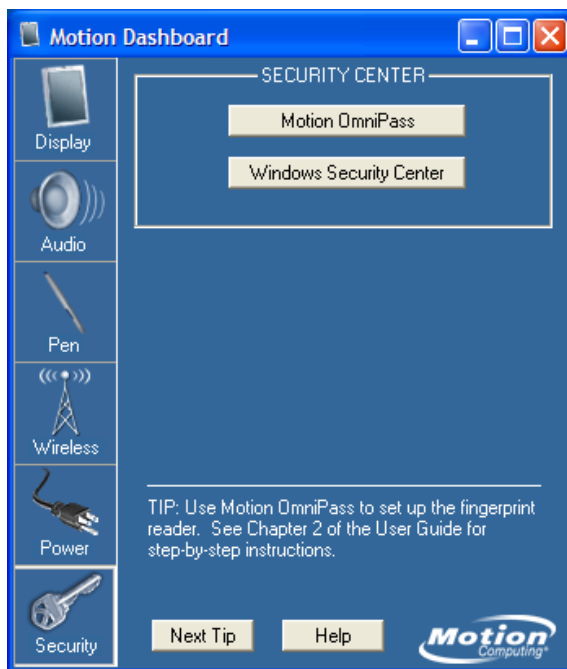 Motion Dashboard
Display
Audio
Pen
Wireless
Power
Security
SECURITY CENTER
Motion OmniPass
Windows Security Center
TIP: Use Motion OmniPass to set up the fingerprint
reader. See Chapter 2 of the User Guide for
step-by-step instructions.
Next Tip
Help
Motion
Computing®